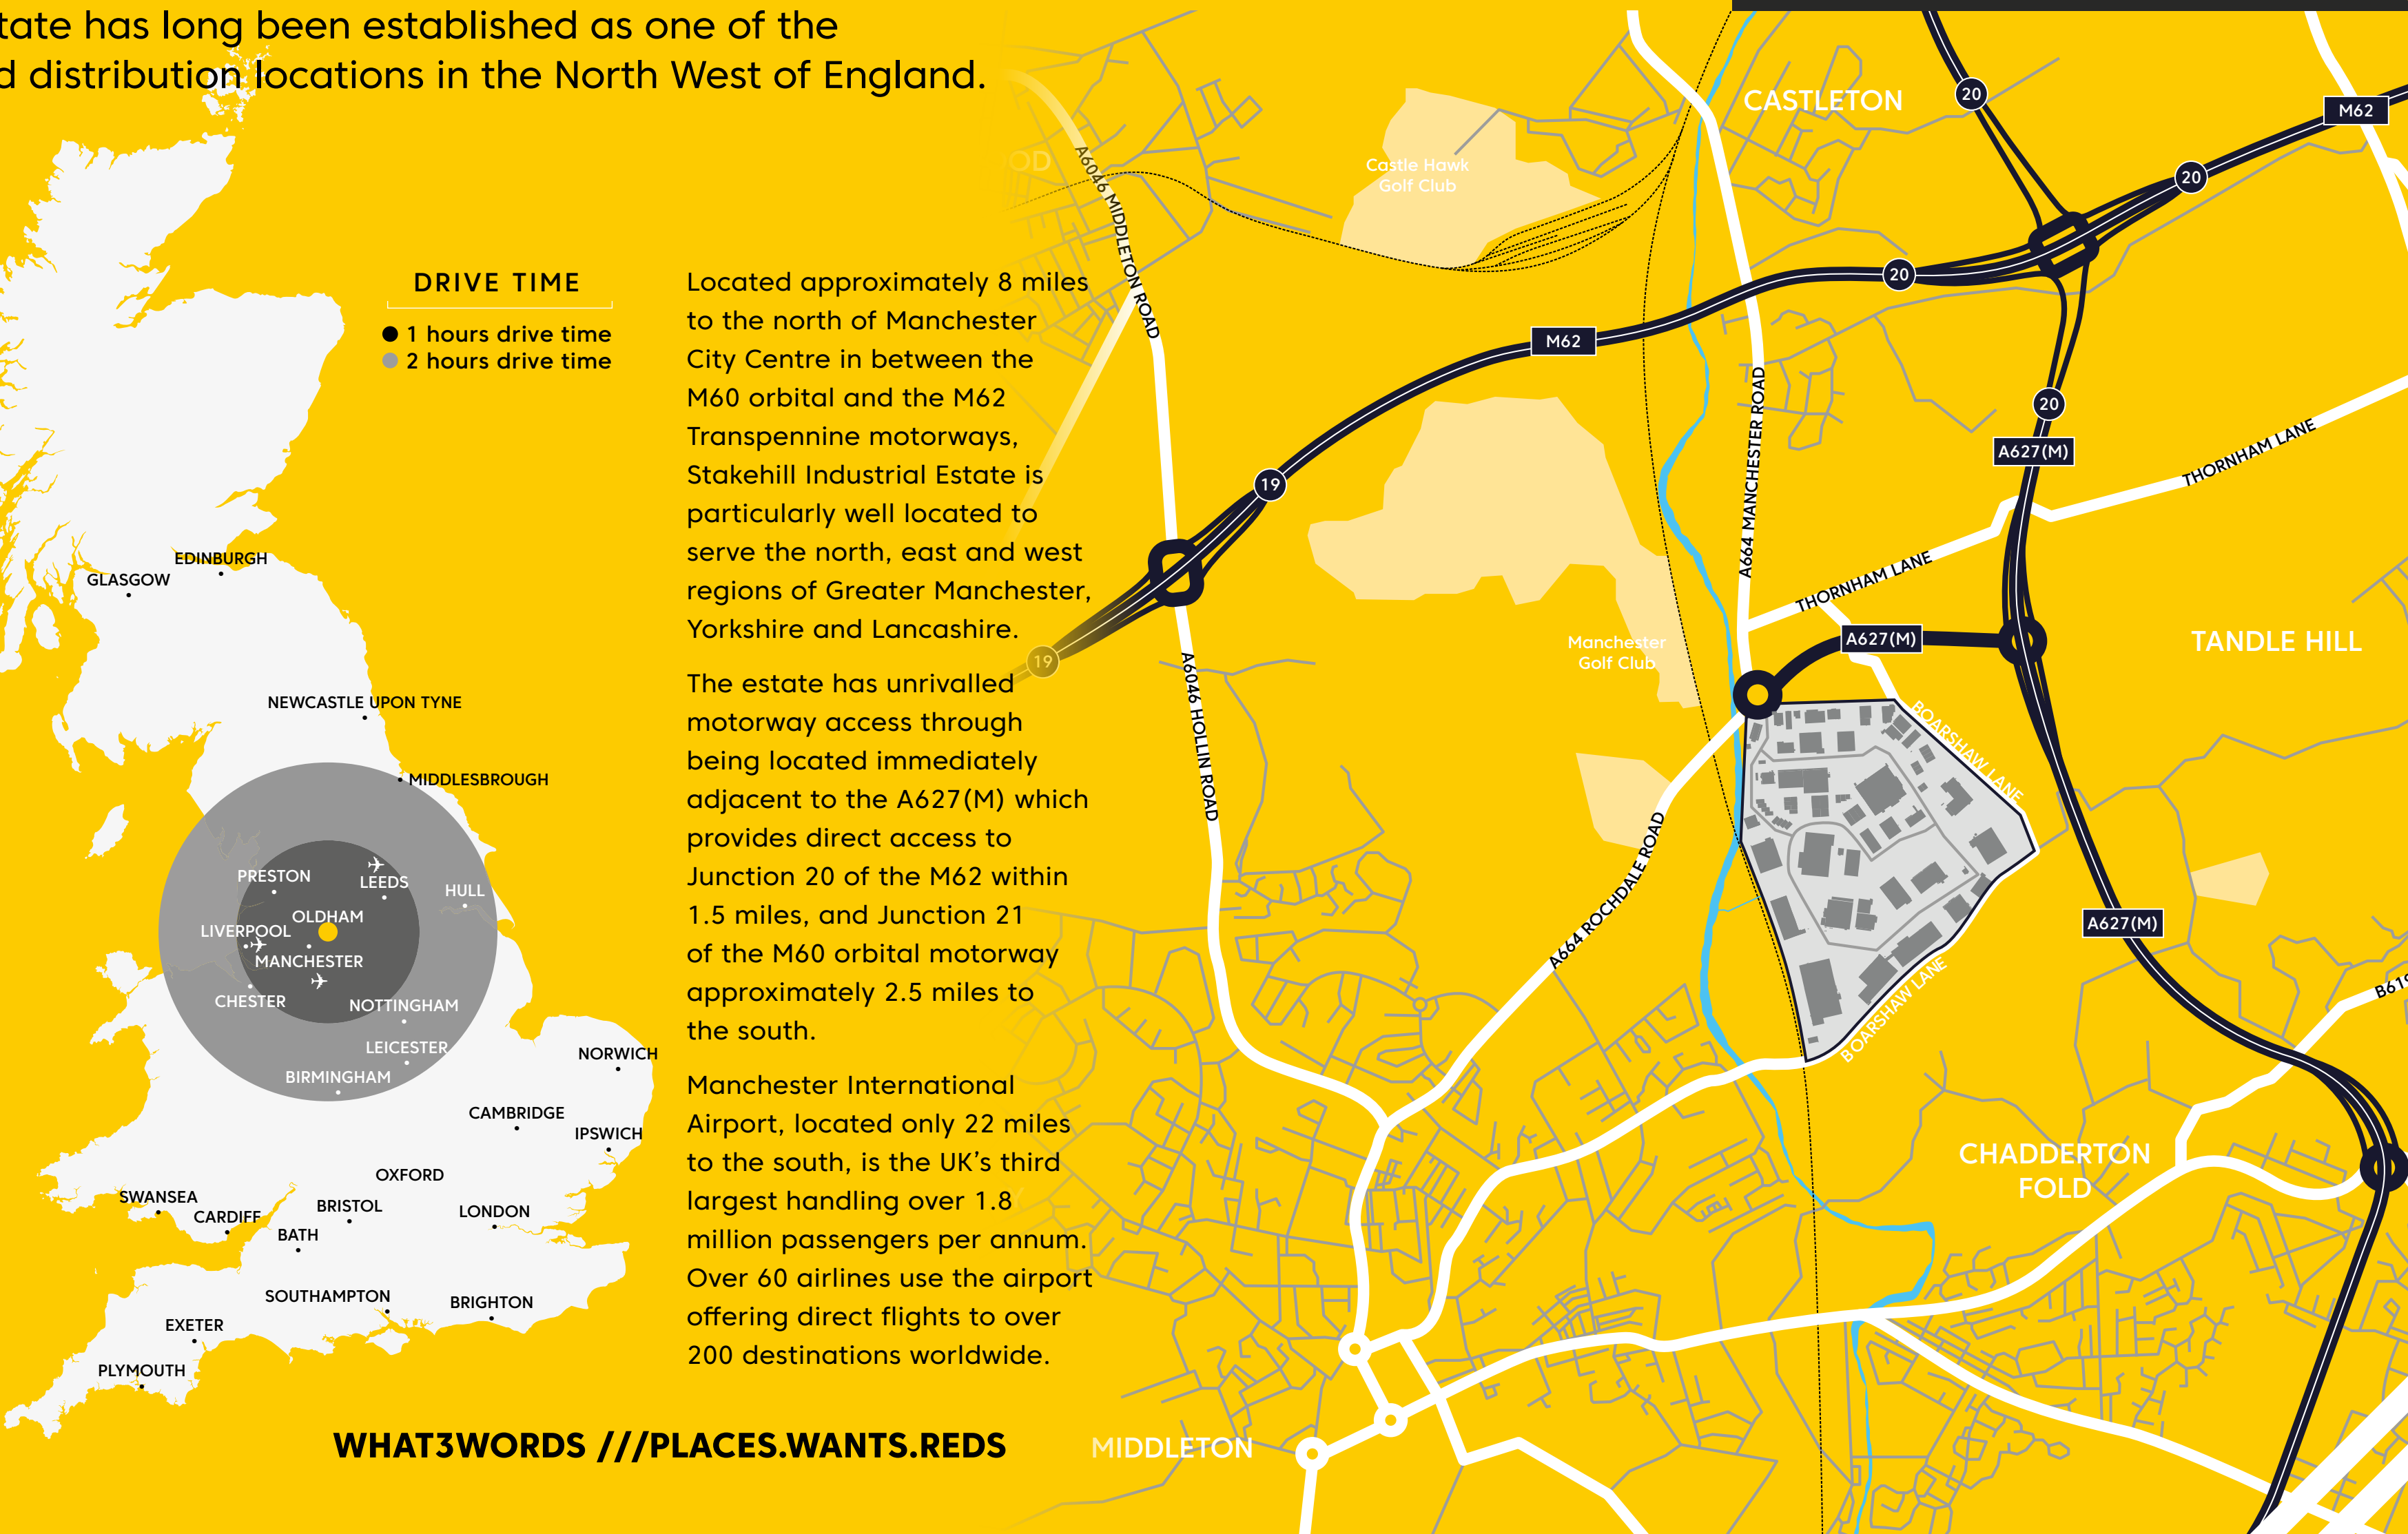 tate has long been established as one of the
d distribution locations in the North West of England.
DRIVE TIME
1 hours drive time
2 hours drive time
EDINBURGH
GLASGOW
NEWCASTLE UPON TYNE
MIDDLESBROUGH
PRESTON
LEEDS
HULL
OLDHAM
LIVERPOOL
MANCHESTER
CHESTER
NOTTINGHAM
LEICESTER
BIRMINGHAM
NORWICH
CAMBRIDGE
IPSWICH
OXFORD
SWANSEA
BRISTOL
CARDIFF
LONDON
BATH
SOUTHAMPTON
BRIGHTON
EXETER
PLYMOUTH
Located approximately 8 miles
to the north of Manchester
City Centre in between the
M60 orbital and the M62
Transpennine motorways,
Stakehill Industrial Estate is
particularly well located to
serve the north, east and west
regions of Greater Manchester,
Yorkshire and Lancashire.
The estate has unrivalled
motorway access through
being located immediately
adjacent to the A627(M) which
provides direct access to
Junction 20 of the M62 within
1.5 miles, and Junction 21
of the M60 orbital motorway
approximately 2.5 miles to
the south.
Manchester International
Airport, located only 22 miles
to the south, is the UK’s third
largest handling over 1.8
million passengers per annum.
Over 60 airlines use the airport
offering direct flights to over
200 destinations worldwide.
WHAT3WORDS ///PLACES.WANTS.REDS
OD
A6046 MIDDLETON ROAD
Castle Hawk
Golf Club
CASTLETON
20
M62
20
20
M62
20
A627(M)
19
19
A664 MANCHESTER ROAD
THORNHAM LANE
THORNHAM LANE
A627(M)
TANDLE HILL
Manchester
Golf Club
A6046 HOLLIN ROAD
BOARSHAW LANE
A664 ROCHDALE ROAD
A627(M)
BOARSHAW LANE
B619
CHADDERTON
FOLD
MIDDLETON